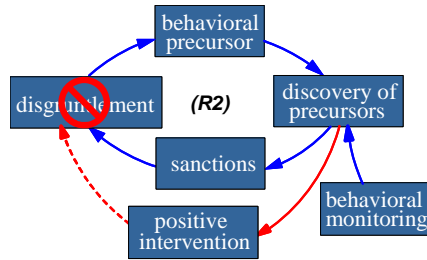 behavioral
precursor
disgruntlement
(R2)
discovery of
precursors
sanctions
positive
intervention
behavioral
monitoring